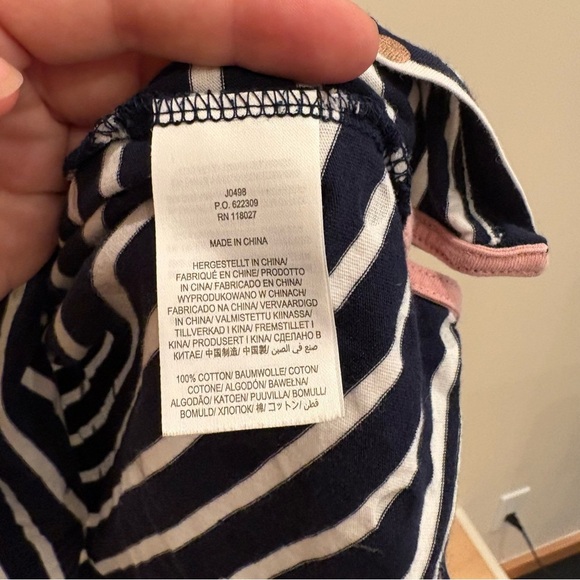 J0498
P.O. 622309
RN 118027
MADE IN CHINA
HERGESTELLT IN CHINA/
FABRIQUÉ EN CHINE/ PRODOTTO
IN CINA/ FABRICADO EN CHINA/
WYPRODUKOWANO W CHINACH/
FABRICADO NA CHINA/ VERVAARDIGD
IN CHINA/ VALMISTETTU KIINASSA/
TILLVERKAD I KINA/ FREMSTILLET I
KINA/ PRODUSERT I KINA/ СДЕЛАНО В
КИТАЕ/ 中国制造/ 中国製/ صنع في الصين
100% COTTON/ BAUMWOLLE/ COTON/
COTONE/ ALGODÓN/ BAWEŁNA/
ALGODÃO/ KATOEN/ PUUVILLA/ BOMULL/
BOMULD/ ХЛОПОК/ 棉/ コットン/ قطن